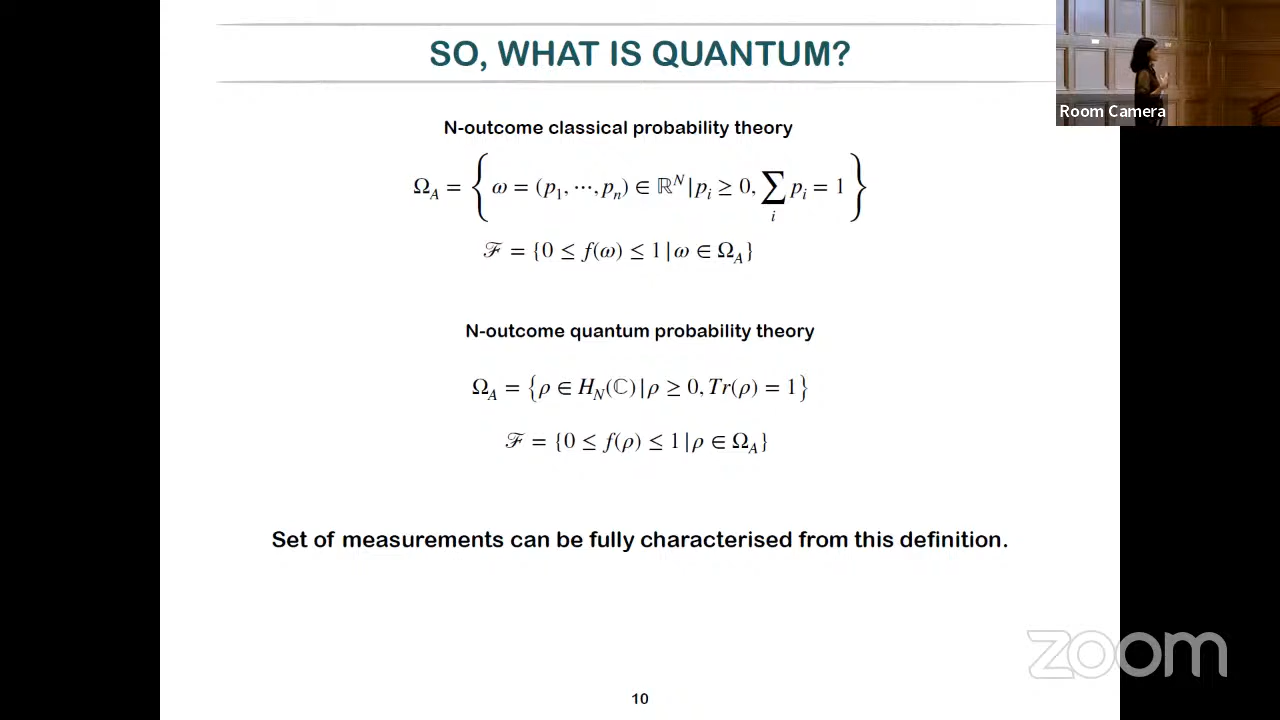 SO, WHAT IS QUANTUM?
Room Camera
N-outcome classical probability theory
Ω_A = { ω = (p_1, ⋯, p_n) ∈ ℝ^N | p_i ≥ 0, ∑_i p_i = 1 }
ℱ = {0 ≤ f(ω) ≤ 1 | ω ∈ Ω_A}
N-outcome quantum probability theory
Ω_A = {ρ ∈ H_N(ℂ) | ρ ≥ 0, Tr(ρ) = 1}
ℱ = {0 ≤ f(ρ) ≤ 1 | ρ ∈ Ω_A}
Set of measurements can be fully characterised from this definition.
zoom
10